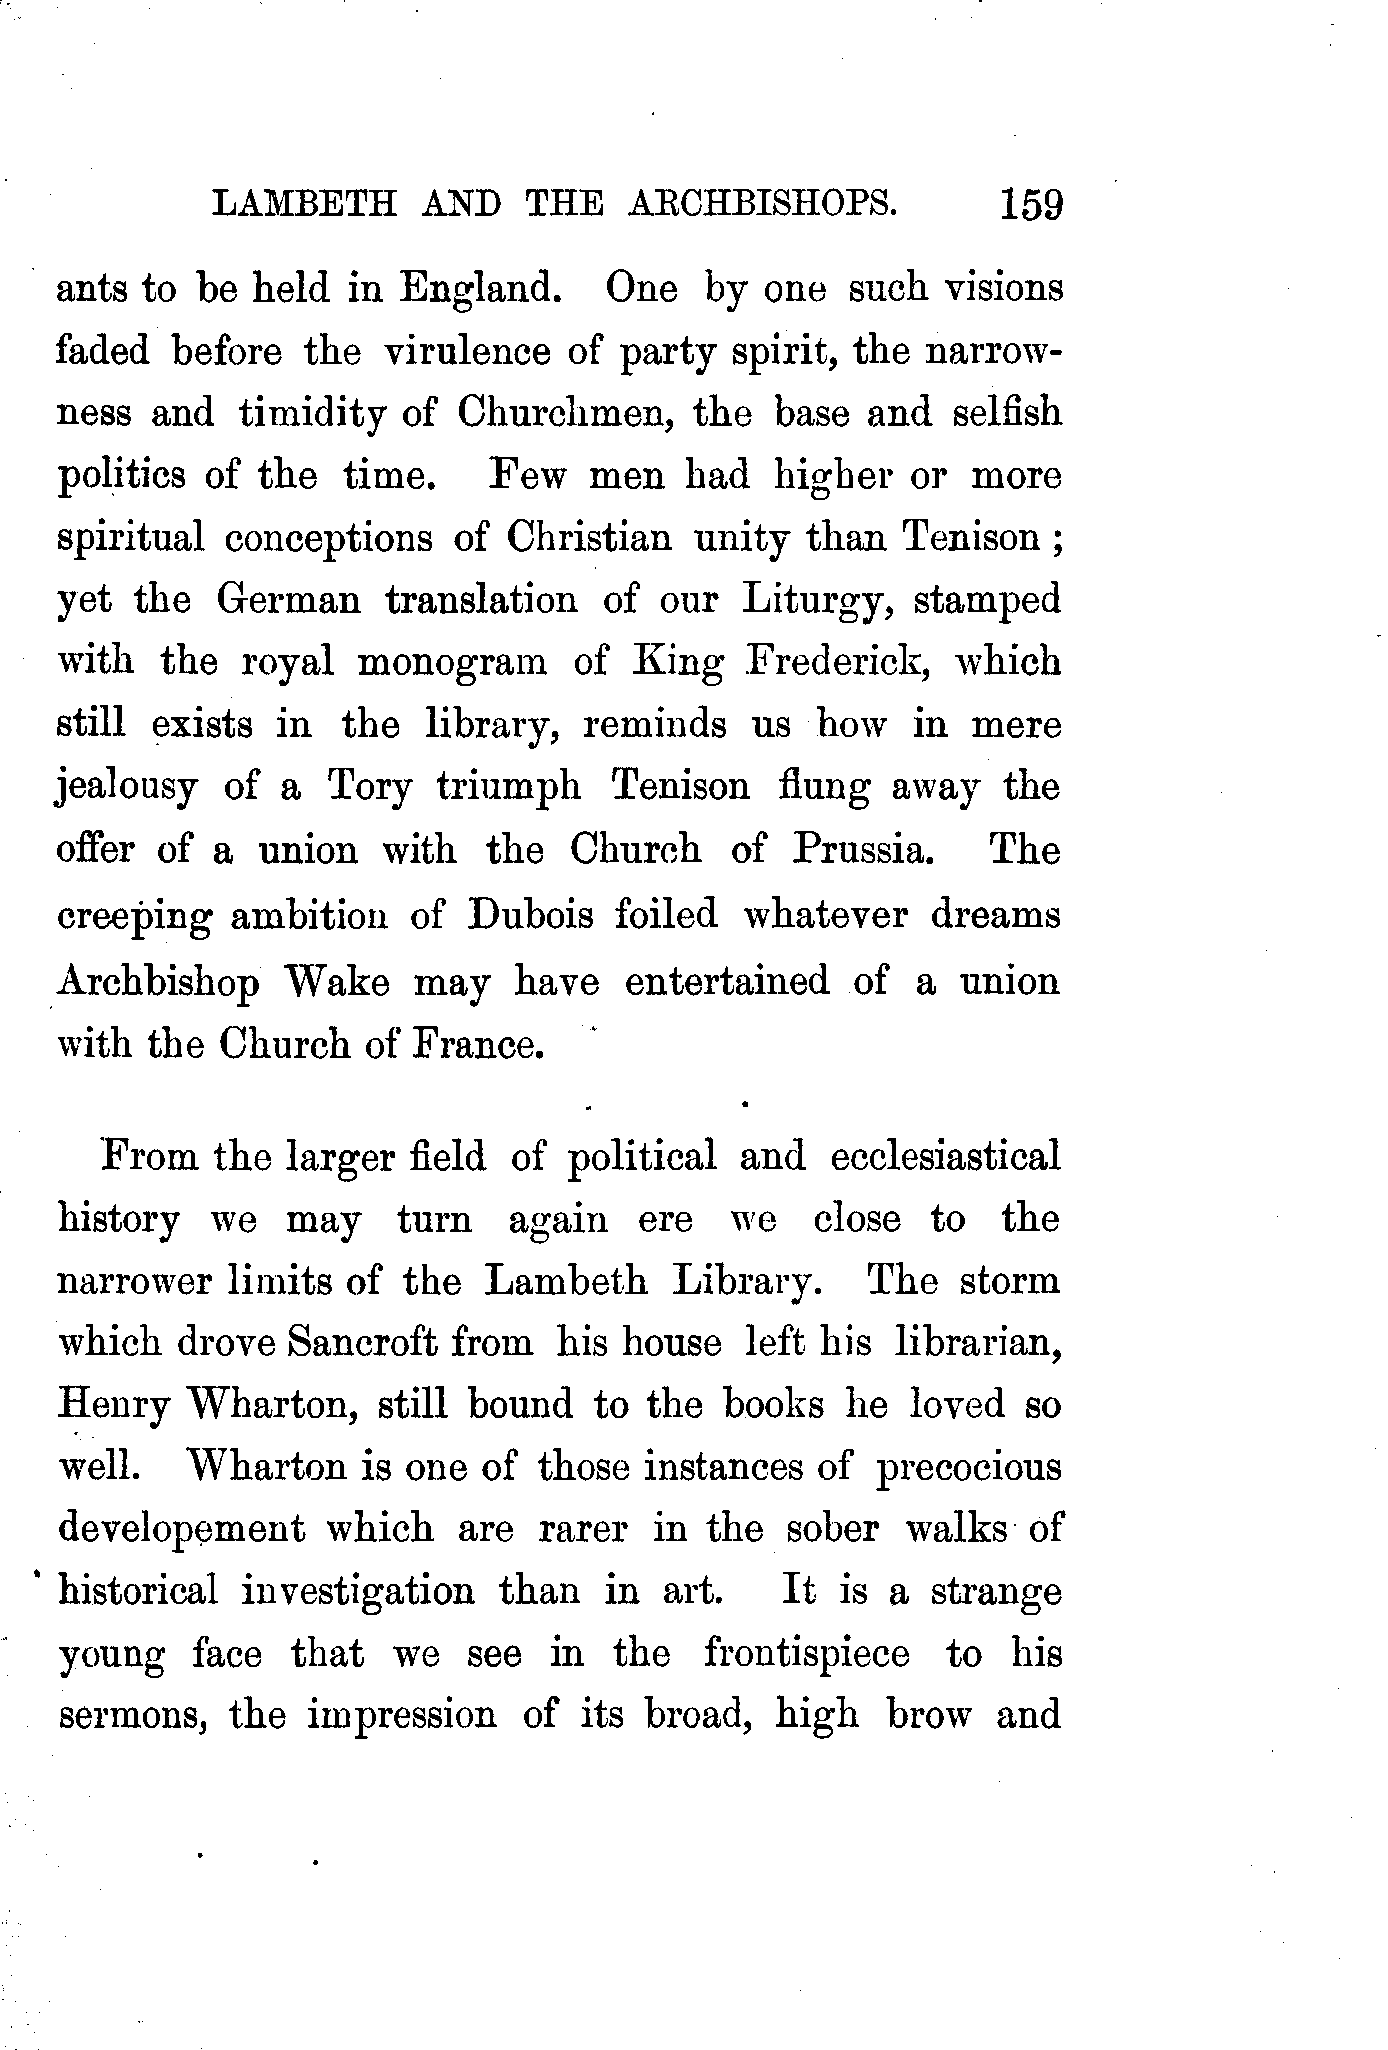 LAMBETH AND THE ARCHBISHOPS. 159
ants to be held in England. One by one such visions
faded before the virulence of party spirit, the narrow-
ness and timidity of Churchmen, the base and selfish
politics of the time. Few men had higher or more
spiritual conceptions of Christian unity than Tenison ;
yet the German translation of our Liturgy, stamped
with the royal monogram of King Frederick, which
still exists in the library, reminds us how in mere
jealousy of a Tory triumph Tenison flung away the
offer of a union with the Church of Prussia. The
creeping ambition of Dubois foiled whatever dreams
Archbishop Wake may have entertained of a union
with the Church of France.
From the larger field of political and ecclesiastical
history we may turn again ere we close to the
narrower limits of the Lambeth Library. The storm
which drove Sancroft from his house left his librarian,
Henry Wharton, still bound to the books he loved so
well. Wharton is one of those instances of precocious
developement which are rarer in the sober walks of
historical investigation than in art. It is a strange
young face that we see in the frontispiece to his
sermons, the impression of its broad, high brow and